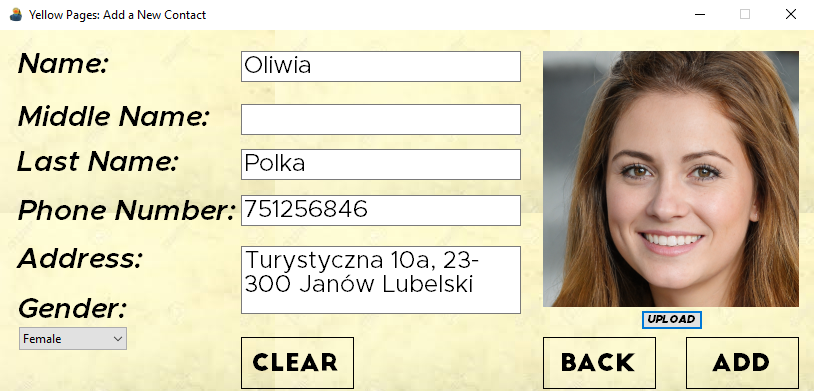 Yellow Pages: Add a New Contact
Name:
Oliwia
Middle Name:
Last Name:
Polka
Phone Number:
751256846
Address:
Turystyczna 10a, 23-
300 Janów Lubelski
Gender:
Female
UPLOAD
CLEAR
BACK
ADD